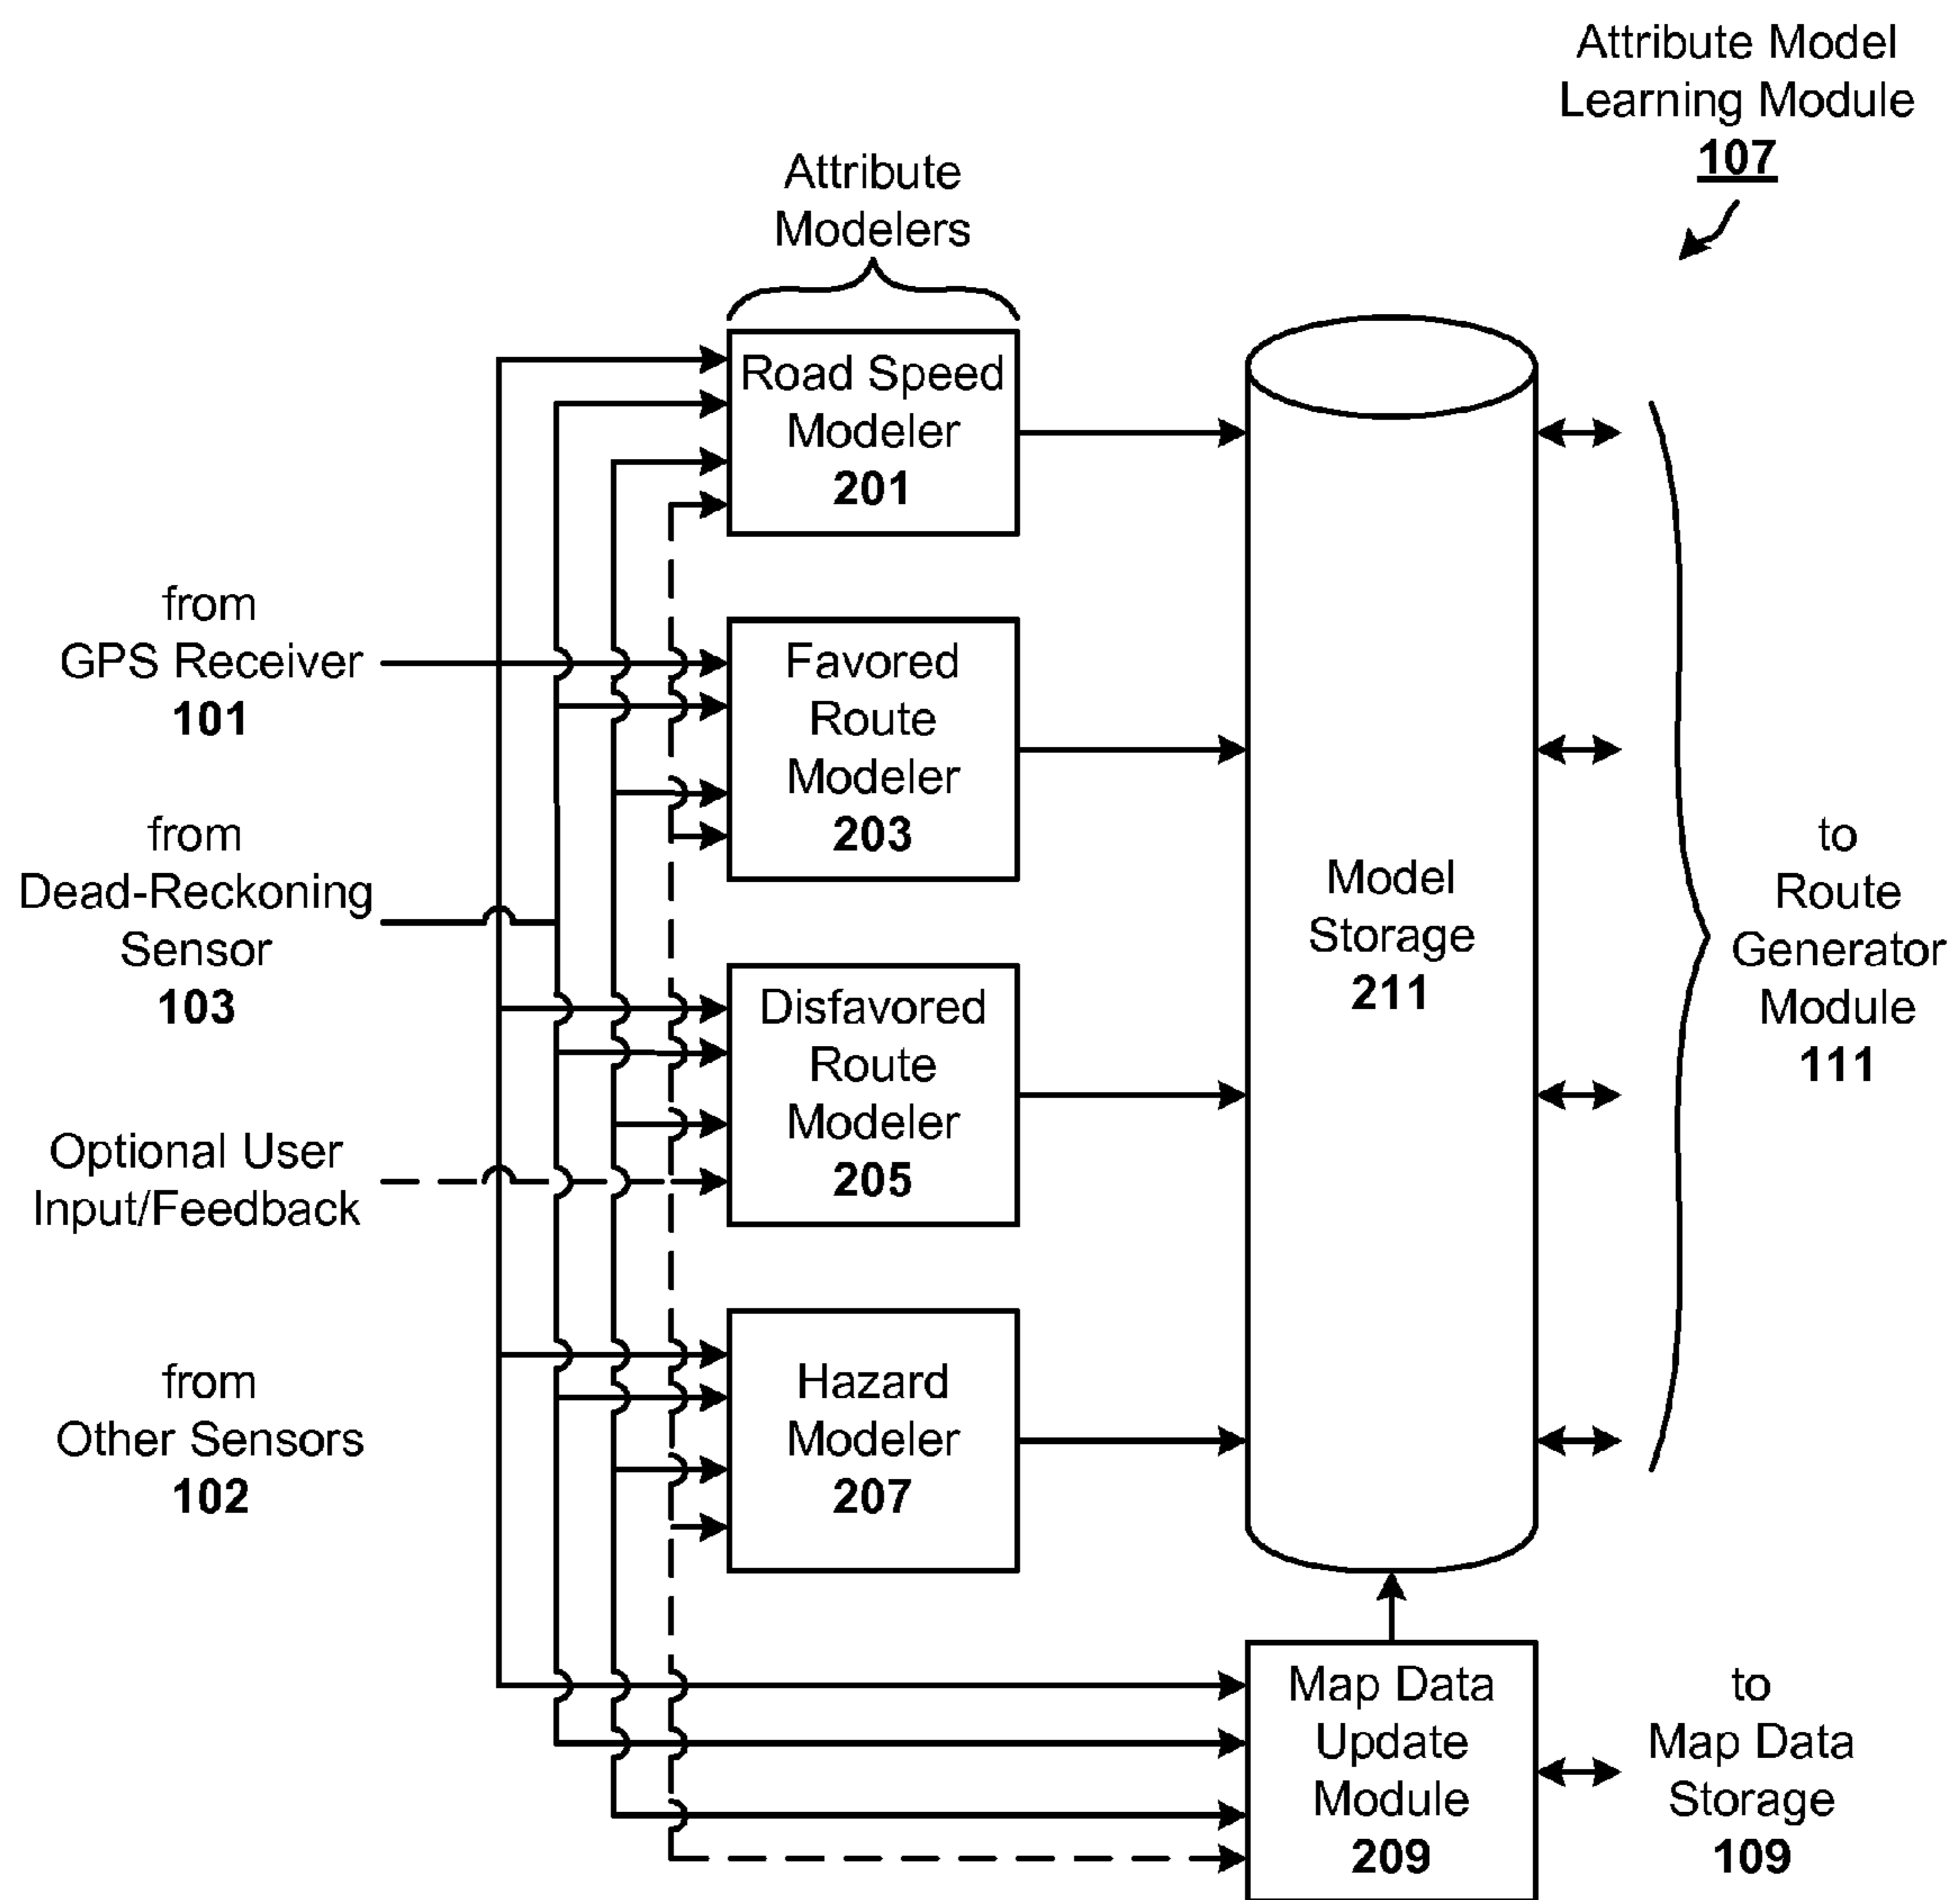 Attribute Model
Learning Module
107
Attribute
Modelers
Road Speed
Modeler
201
from
GPS Receiver
101
Favored
Route
Modeler
203
from
Dead-Reckoning
Sensor
103
Disfavored
Route
Modeler
205
Optional User
Input/Feedback
from
Other Sensors
102
Hazard
Modeler
207
Model
Storage
211
to
Route
Generator
Module
111
Map Data
Update
Module
209
to
Map Data
Storage
109